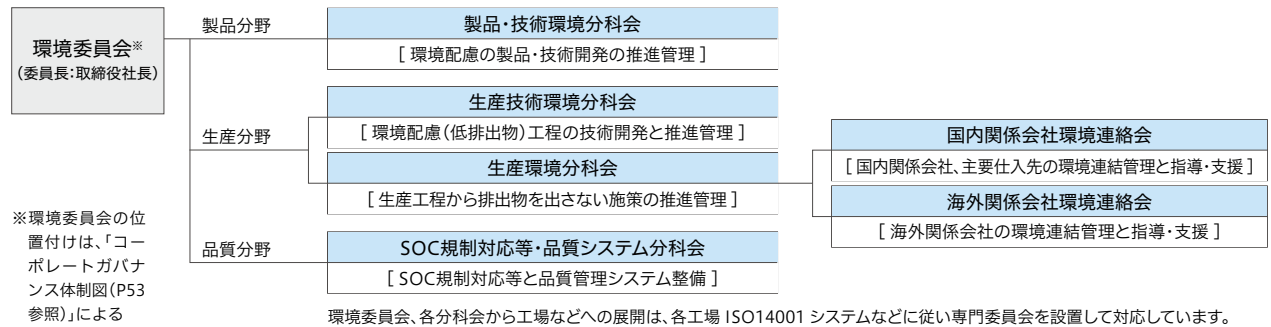 環境委員会※
(委員長:取締役社長)
製品分野
製品・技術環境分科会
[ 環境配慮の製品・技術開発の推進管理 ]
生産分野
生産技術環境分科会
[ 環境配慮(低排出物)工程の技術開発と推進管理 ]
生産環境分科会
[ 生産工程から排出物を出さない施策の推進管理 ]
国内関係会社環境連絡会
[ 国内関係会社、主要仕入先の環境連結管理と指導・支援 ]
海外関係会社環境連絡会
[ 海外関係会社の環境連結管理と指導・支援 ]
品質分野
SOC規制対応等・品質システム分科会
[ SOC規制対応等と品質管理システム整備 ]
※環境委員会の位
置付けは、「コー
ポレートガバナ
ンス体制図(P53
参照)」による
環境委員会、各分科会から工場などへの展開は、各工場 ISO14001 システムなどに従い専門委員会を設置して対応しています。